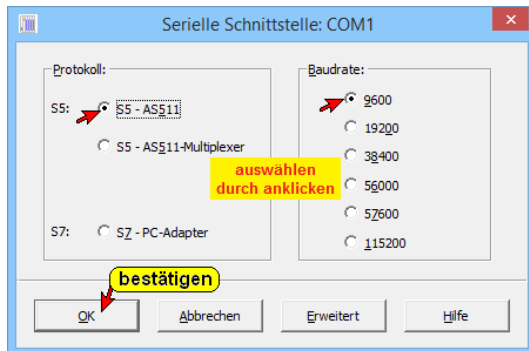 Serielle Schnittstelle: COM1
Protokoll:
S5: S5 - AS511
S5 - AS511-Multiplexer
S7: S7 - PC-Adapter
Baudrate:
9600
19200
38400
56000
57600
115200
auswählen
durch anklicken
bestätigen
OK Abbrechen Erweitert Hilfe